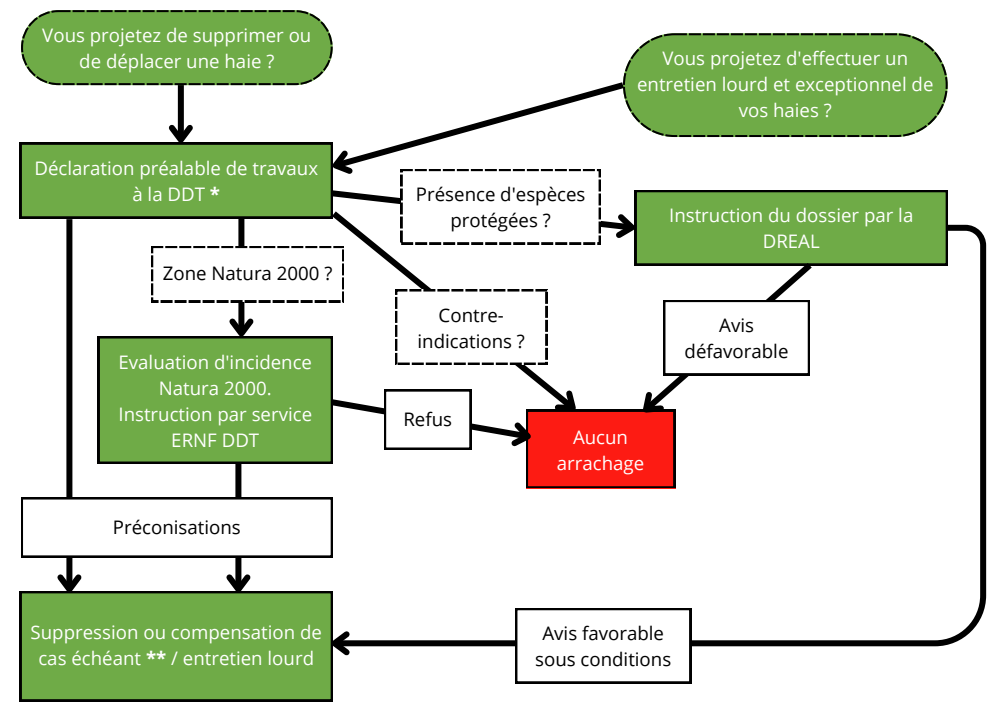 Vous projetez de supprimer ou
de déplacer une haie ?
Vous projetez d'effectuer un
entretien lourd et exceptionnel de
vos haies ?
Déclaration préalable de travaux
à la DDT *
Présence d'espèces
protégées ?
Instruction du dossier par la
DREAL
Zone Natura 2000 ?
Contre-
indications ?
Avis
défavorable
Evaluation d'incidence
Natura 2000.
Instruction par service
ERNF DDT
Refus
Aucun
arrachage
Préconisations
Suppression ou compensation de
cas échéant ** / entretien lourd
Avis favorable
sous conditions